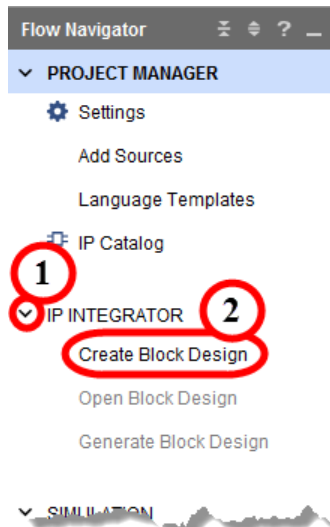 Flow Navigator ?
PROJECT MANAGER
Settings
Add Sources
Language Templates
IP Catalog
1
IP INTEGRATOR
2
Create Block Design
Open Block Design
Generate Block Design
SIMULATION